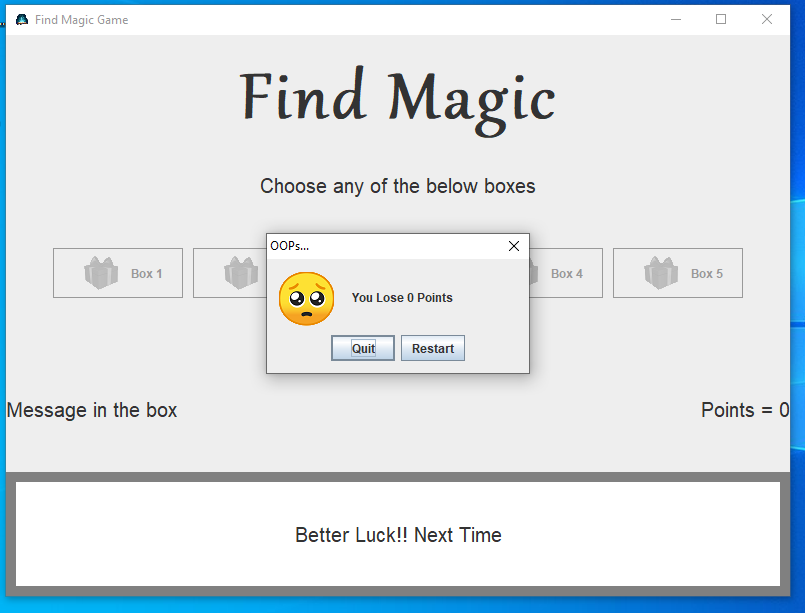 Find Magic Game
Find Magic
Choose any of the below boxes
OOPs...
Box 1
Box 4
Box 5
You Lose 0 Points
Quit
Restart
Message in the box
Points = 0
Better Luck!! Next Time